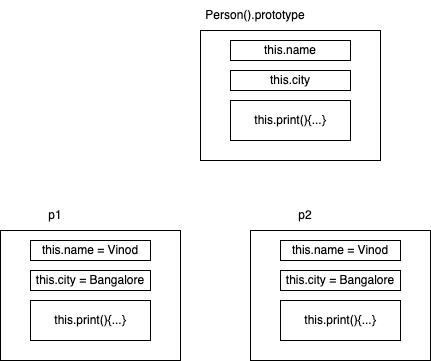 Person().prototype
this.name
this.city
this.print(){...}
p1
p2
this.name = Vinod
this.name = Vinod
this.city = Bangalore
this.city = Bangalore
this.print(){...}
this.print(){...}